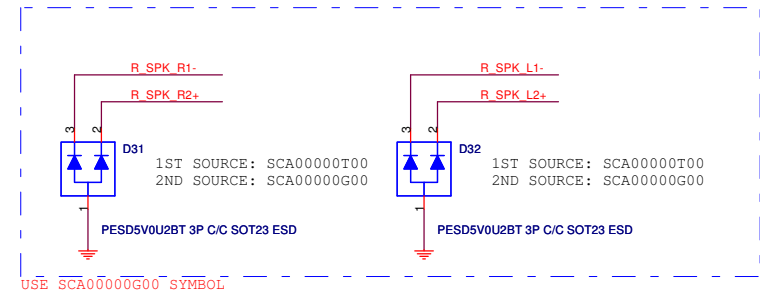 R_SPK_R1-
R_SPK_R2+
3
2
D31
1ST SOURCE: SCA00000T00
2ND SOURCE: SCA00000G00
1
PESD5V0U2BT 3P C/C SOT23 ESD
R_SPK_L1-
R_SPK_L2+
3
2
D32
1ST SOURCE: SCA00000T00
2ND SOURCE: SCA00000G00
1
PESD5V0U2BT 3P C/C SOT23 ESD
USE SCA00000G00 SYMBOL